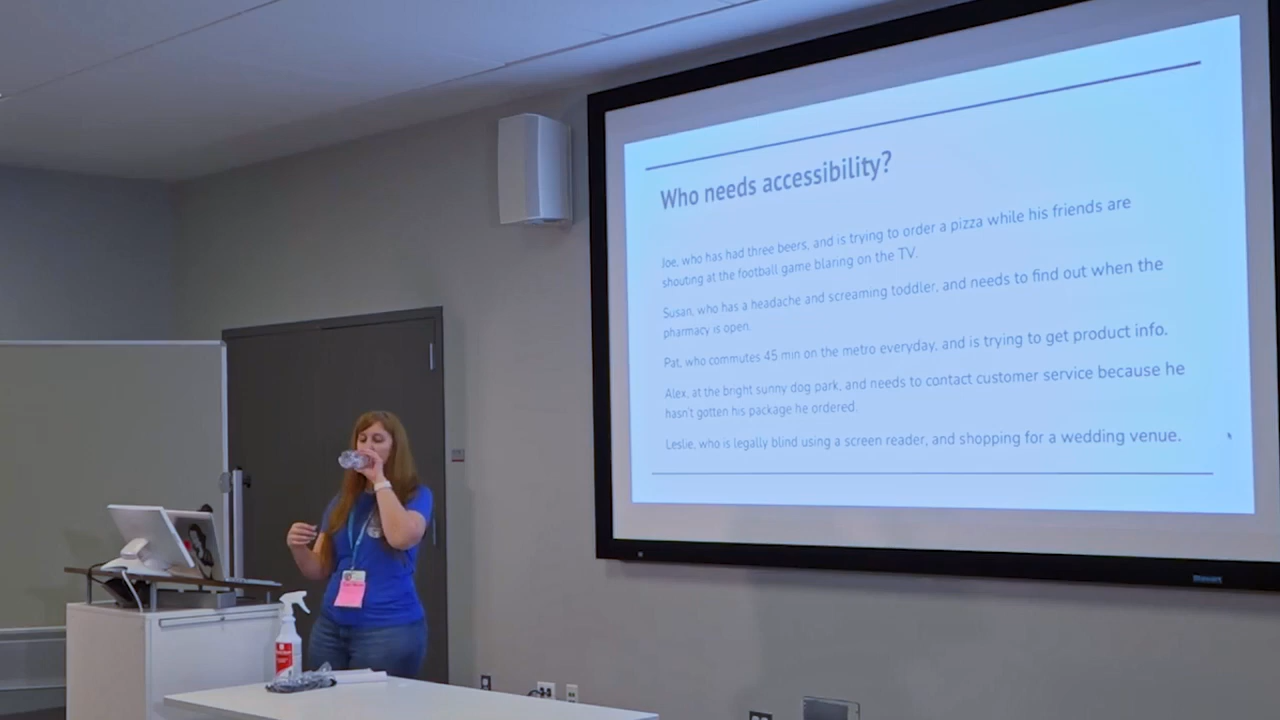 Who needs accessibility?
Joe, who has had three beers, and is trying to order a pizza while his friends are
shouting at the football game blaring on the TV.
Susan, who has a headache and screaming toddler, and needs to find out when the
pharmacy is open.
Pat, who commutes 45 min on the metro everyday, and is trying to get product info.
Alex, at the bright sunny dog park, and needs to contact customer service because he
hasn't gotten his package he ordered.
Leslie, who is legally blind using a screen reader, and shopping for a wedding venue.
Stewart